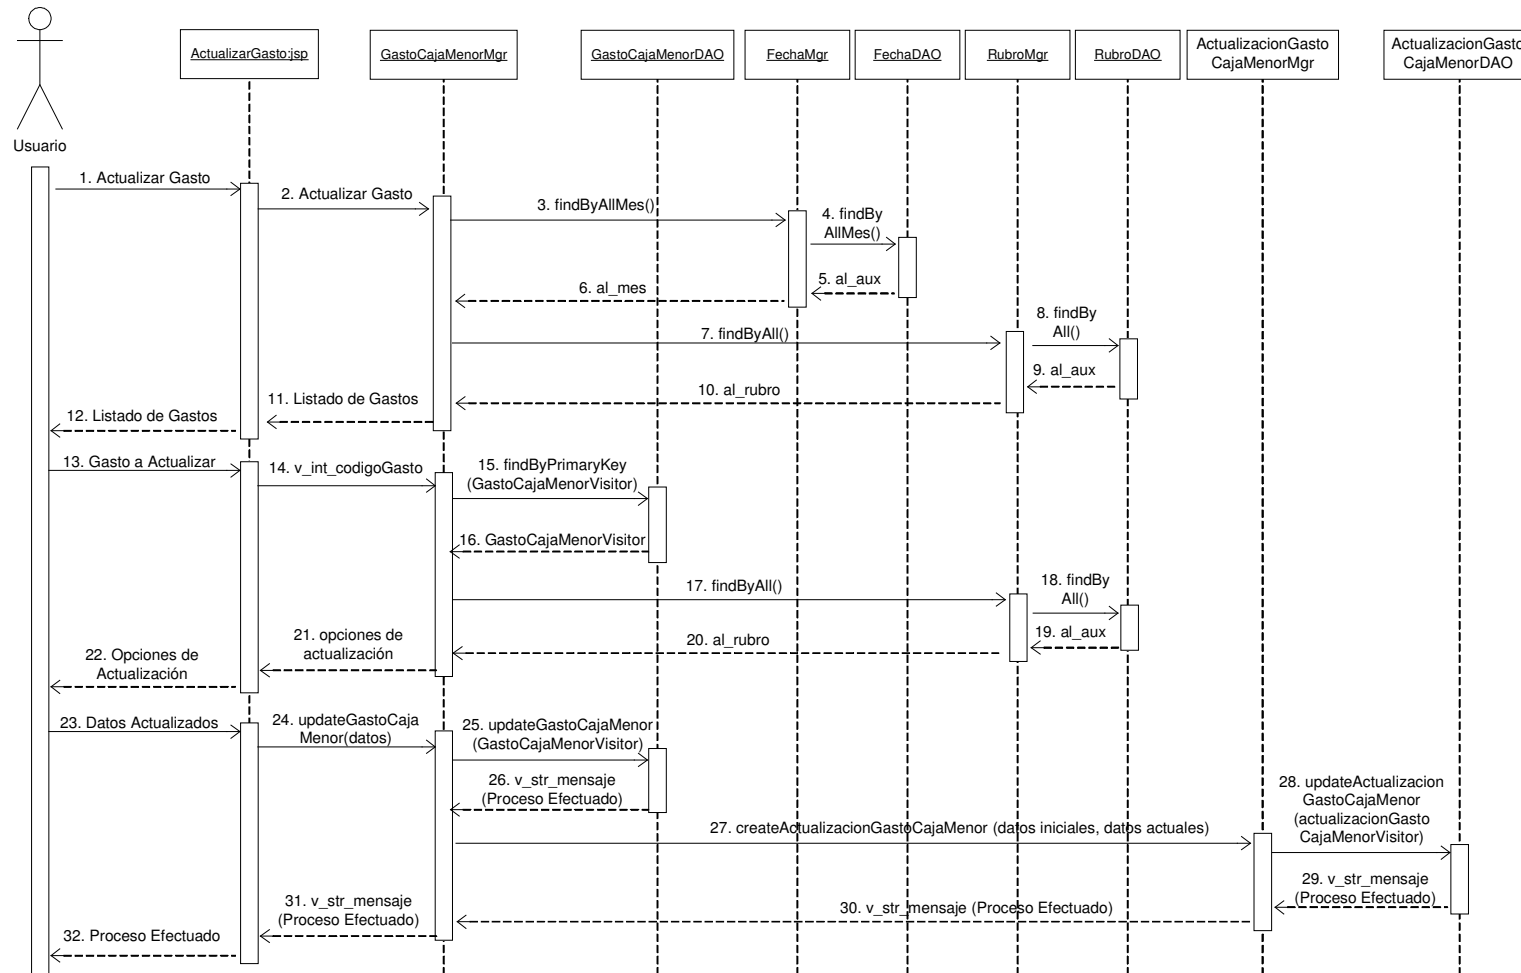 Usuario
ActualizarGasto:jsp
GastoCajaMenorMgr
GastoCajaMenorDAO
FechaMgr
FechaDAO
RubroMgr
RubroDAO
ActualizacionGasto
CajaMenorMgr
ActualizacionGasto
CajaMenorDAO
1. Actualizar Gasto
2. Actualizar Gasto
3. findByAllMes()
4. findBy
AllMes()
5. al_aux
6. al_mes
7. findByAll()
8. findBy
All()
9. al_aux
10. al_rubro
11. Listado de Gastos
12. Listado de Gastos
13. Gasto a Actualizar
14. v_int_codigoGasto
15. findByPrimaryKey
(GastoCajaMenorVisitor)
16. GastoCajaMenorVisitor
17. findByAll()
18. findBy
All()
19. al_aux
20. al_rubro
21. opciones de
actualización
22. Opciones de
Actualización
23. Datos Actualizados
24. updateGastoCaja
Menor(datos)
25. updateGastoCajaMenor
(GastoCajaMenorVisitor)
26. v_str_mensaje
(Proceso Efectuado)
27. createActualizacionGastoCajaMenor (datos iniciales, datos actuales)
28. updateActualizacion
GastoCajaMenor
(actualizacionGasto
CajaMenorVisitor)
29. v_str_mensaje
(Proceso Efectuado)
30. v_str_mensaje (Proceso Efectuado)
31. v_str_mensaje
(Proceso Efectuado)
32. Proceso Efectuado